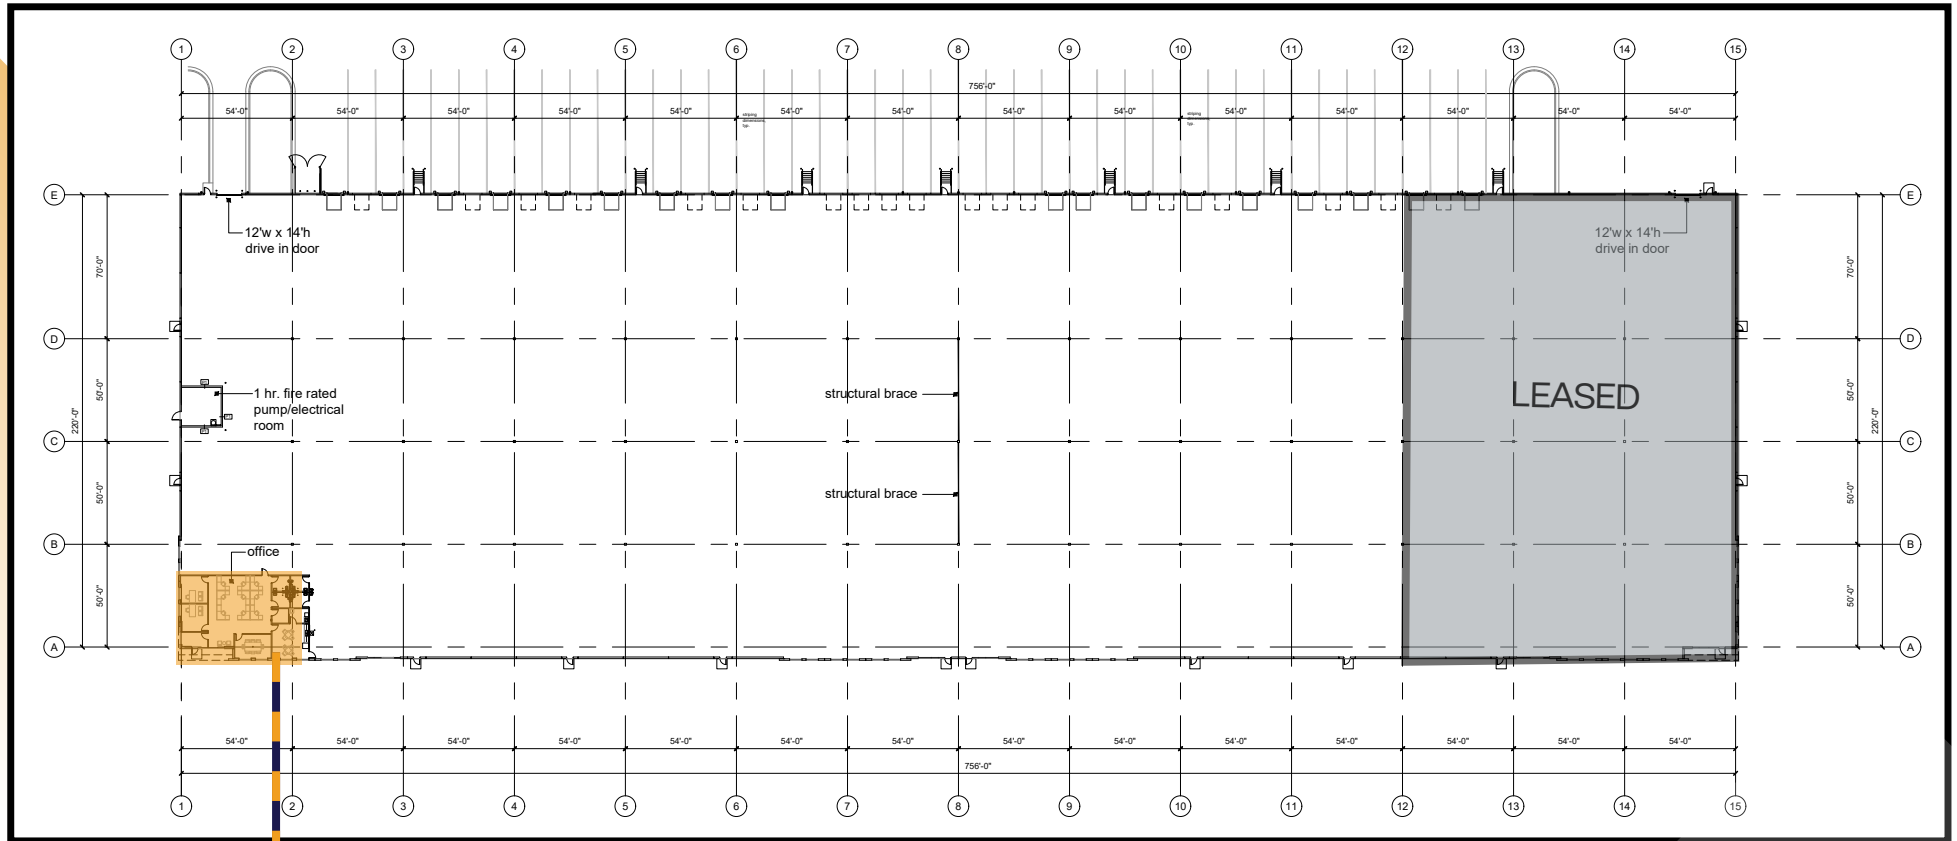 1 2 3 4 5 6 7 8 9 10 11 12 13 14 15
756'-0"
54'-0" 54'-0" 54'-0" 54'-0" 54'-0" 54'-0" 54'-0" 54'-0" 54'-0" 54'-0" 54'-0" 54'-0" 54'-0" 54'-0"
striping
dimensions,
typ.
striping
dimensions,
typ.
E E
12'w x 14'h
drive in door
12'w x 14'h
drive in door
70'-0" 70'-0"
D D
1 hr. fire rated
pump/electrical
room
structural brace
LEASED
50'-0" 50'-0"
220'-0" 220'-0"
C C
structural brace
50'-0" 50'-0"
B B
office
50'-0" 50'-0"
A A
54'-0" 54'-0" 54'-0" 54'-0" 54'-0" 54'-0" 54'-0" 54'-0" 54'-0" 54'-0" 54'-0" 54'-0" 54'-0" 54'-0"
756'-0"
1 2 3 4 5 6 7 8 9 10 11 12 13 14 15